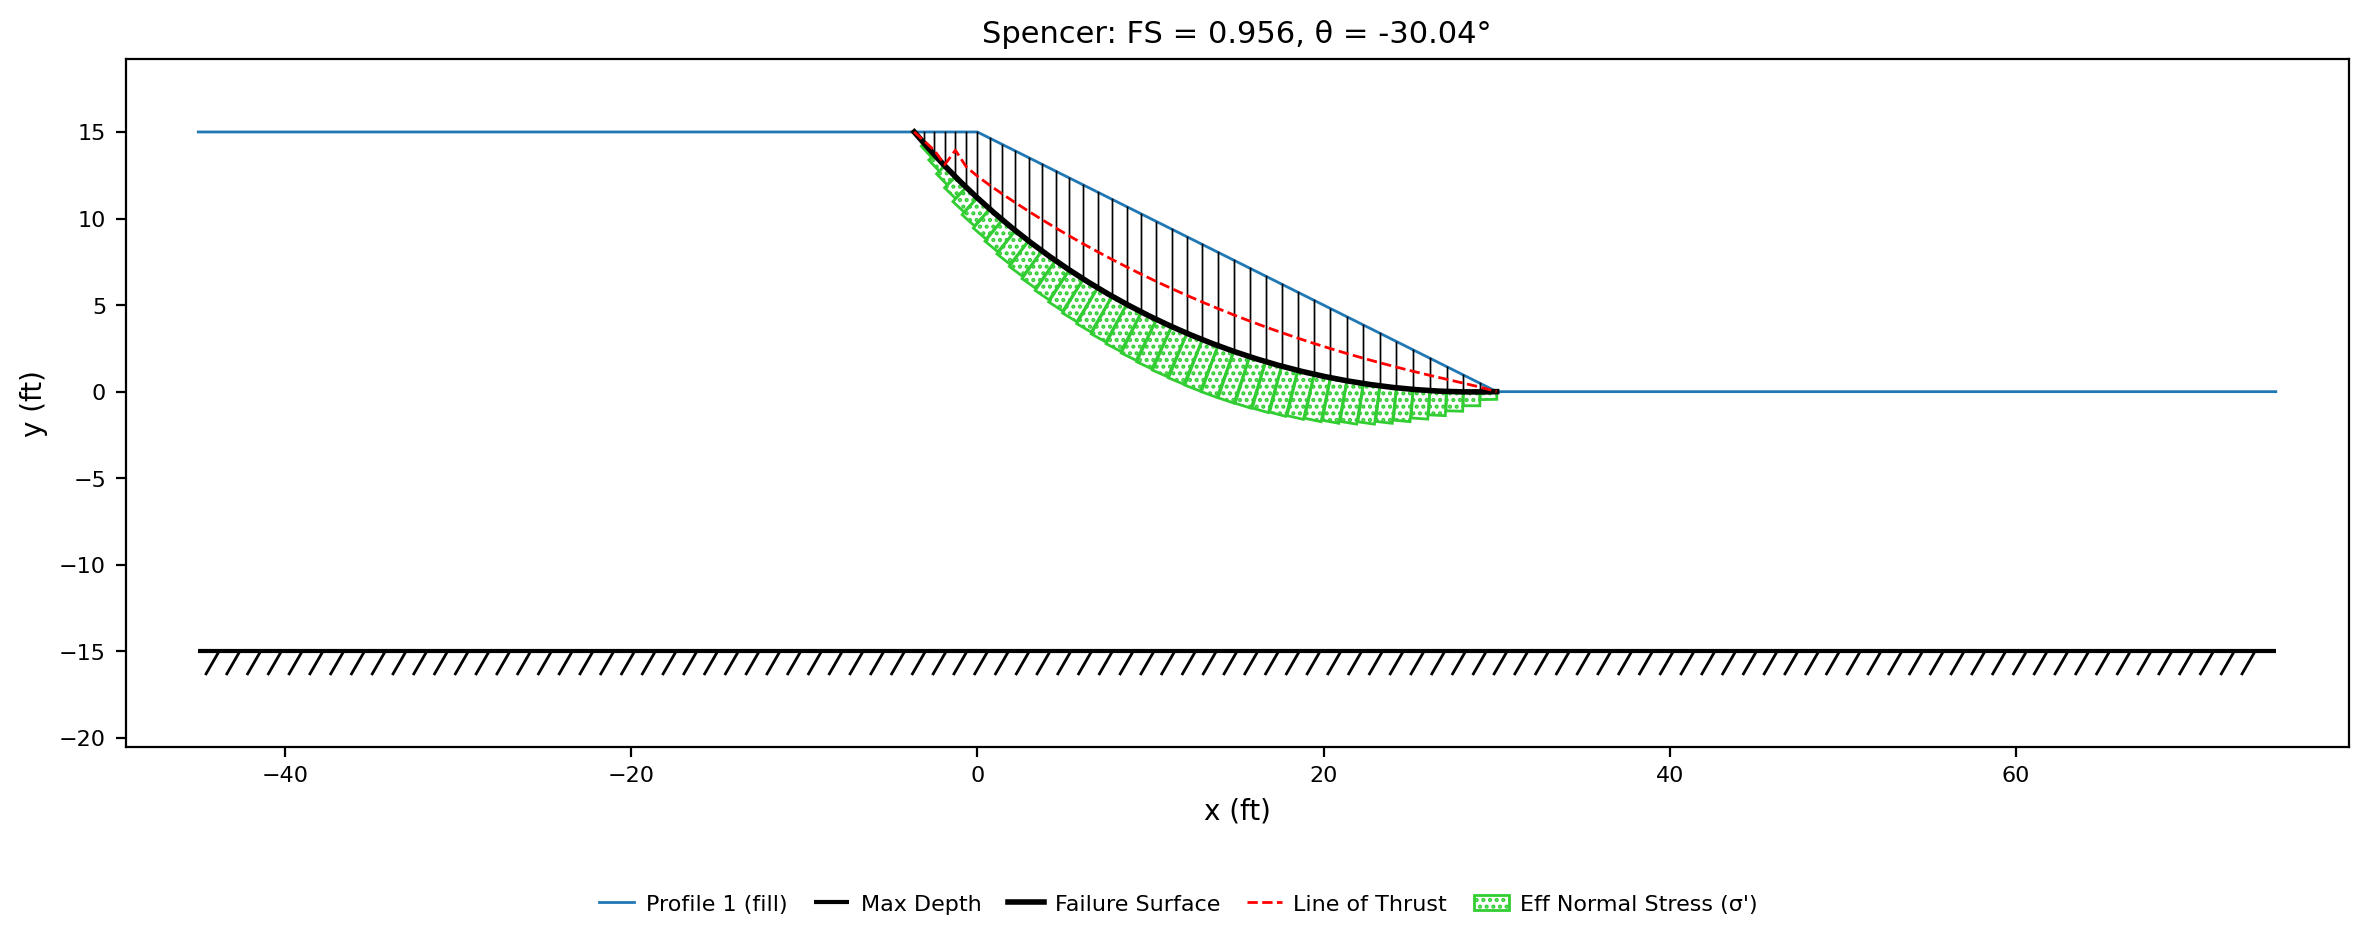 Spencer: FS = 0.956, θ = -30.04°
15
10
5
0
−5
−10
−15
−20
y (ft)
−40
−20
0
20
40
60
x (ft)
Profile 1 (fill)
Max Depth
Failure Surface
Line of Thrust
Eff Normal Stress (σ')